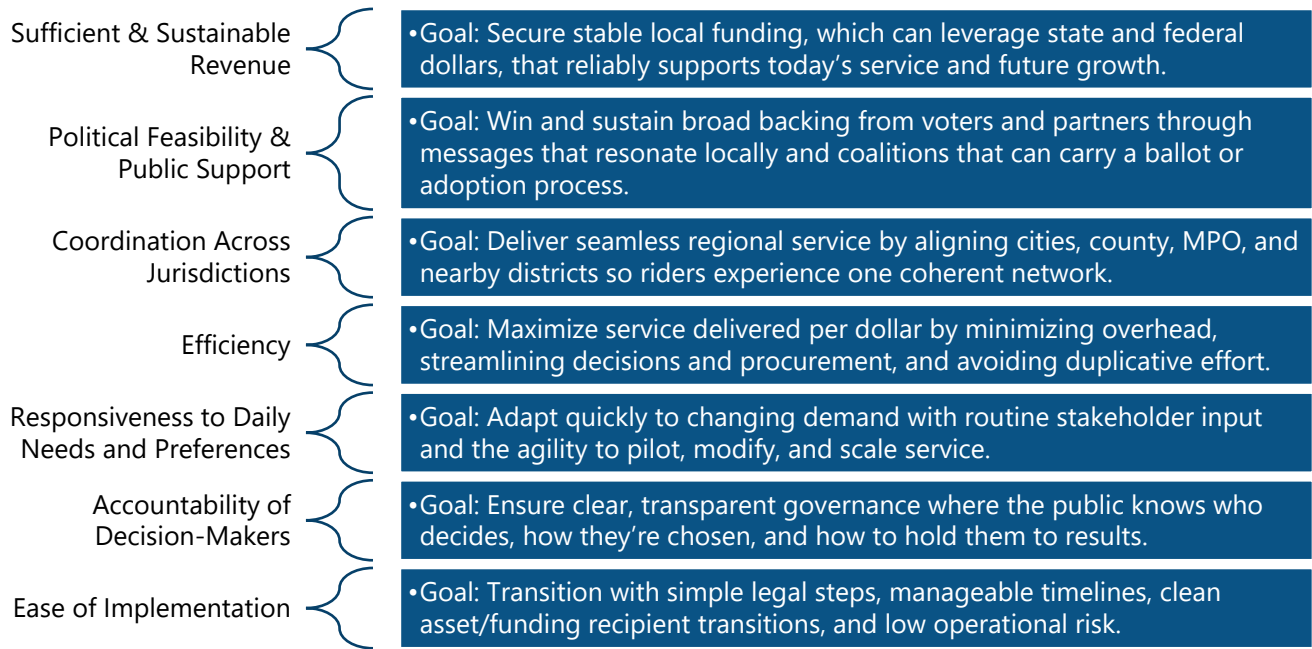 Sufficient & Sustainable
Revenue
•Goal: Secure stable local funding, which can leverage state and federal
dollars, that reliably supports today’s service and future growth.
Political Feasibility &
Public Support
•Goal: Win and sustain broad backing from voters and partners through
messages that resonate locally and coalitions that can carry a ballot or
adoption process.
Coordination Across
Jurisdictions
•Goal: Deliver seamless regional service by aligning cities, county, MPO, and
nearby districts so riders experience one coherent network.
Efficiency
•Goal: Maximize service delivered per dollar by minimizing overhead,
streamlining decisions and procurement, and avoiding duplicative effort.
Responsiveness to Daily
Needs and Preferences
•Goal: Adapt quickly to changing demand with routine stakeholder input
and the agility to pilot, modify, and scale service.
Accountability of
Decision-Makers
•Goal: Ensure clear, transparent governance where the public knows who
decides, how they’re chosen, and how to hold them to results.
Ease of Implementation
•Goal: Transition with simple legal steps, manageable timelines, clean
asset/funding recipient transitions, and low operational risk.